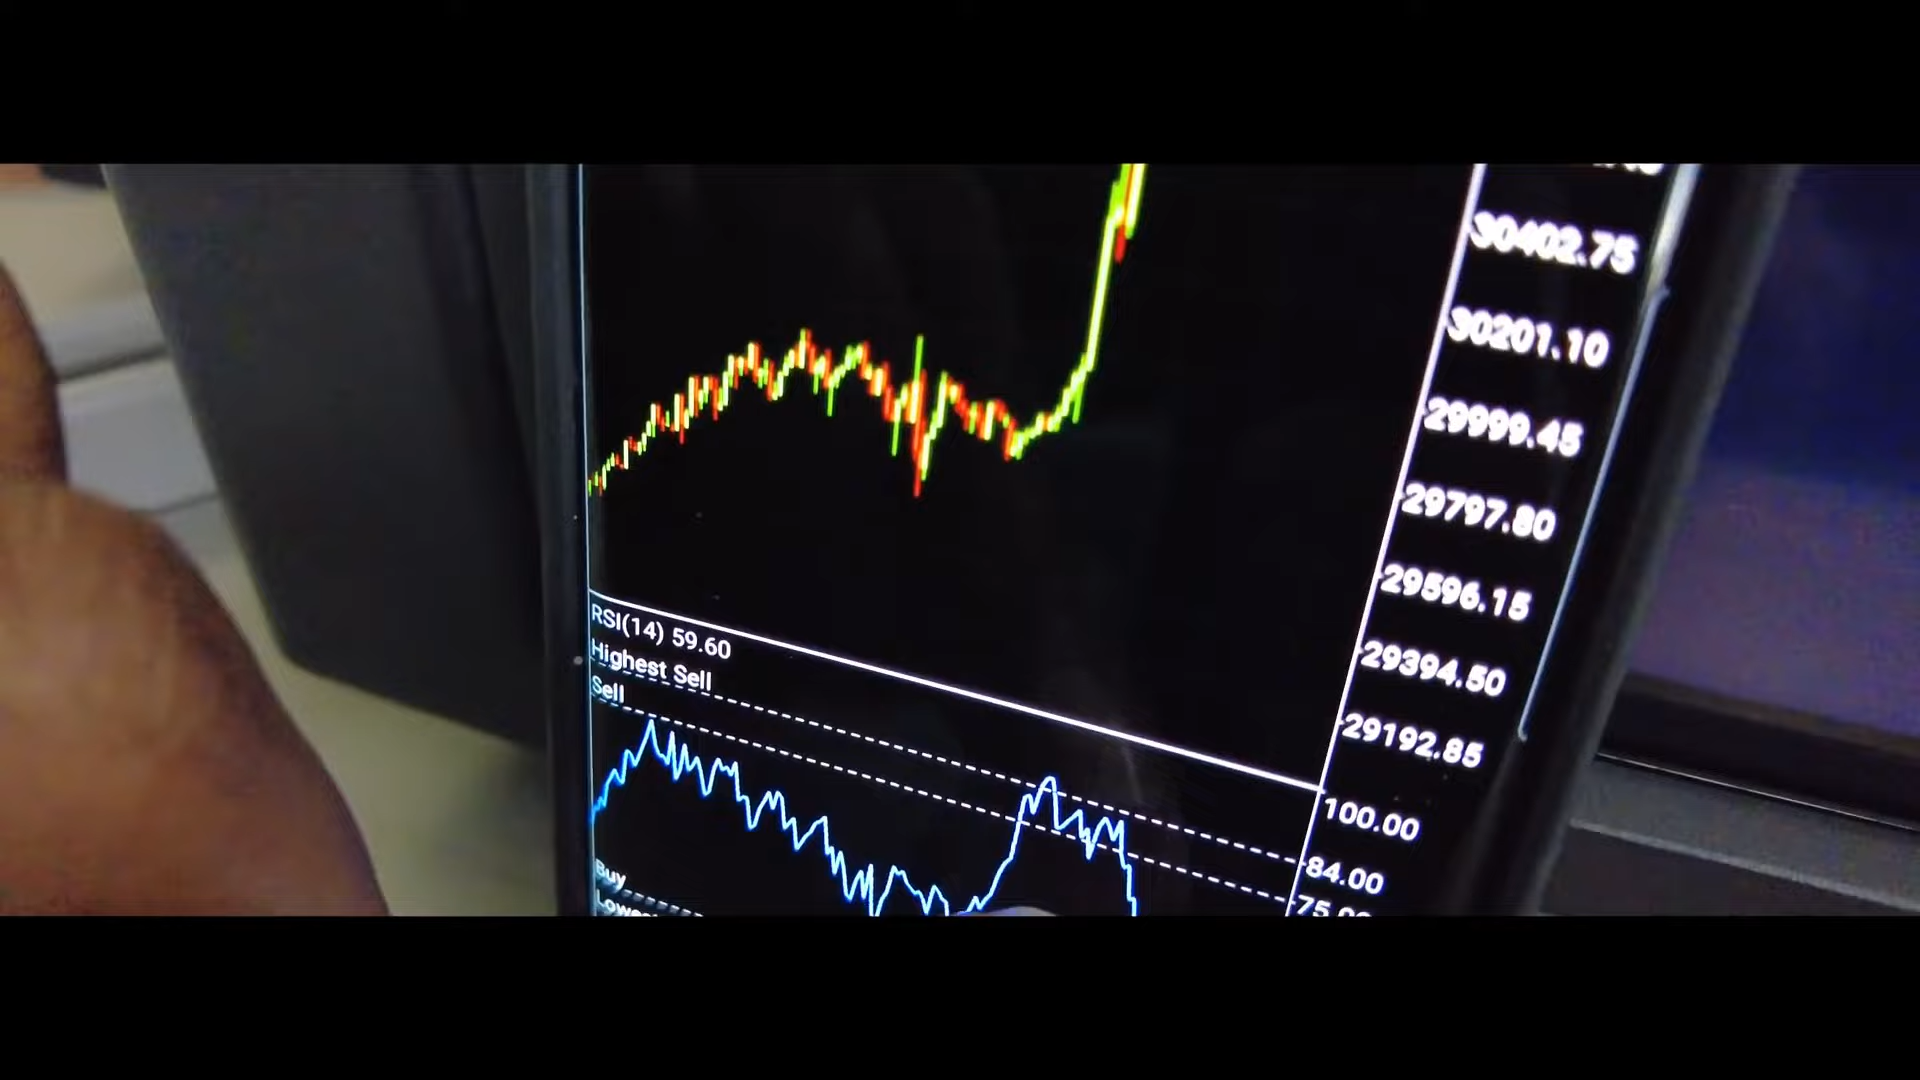 30402.75
30201.10
29999.45
29797.80
29596.15
29394.50
29192.85
RSI(14) 59.60
Highest Sell
Sell
100.00
84.00
Buy